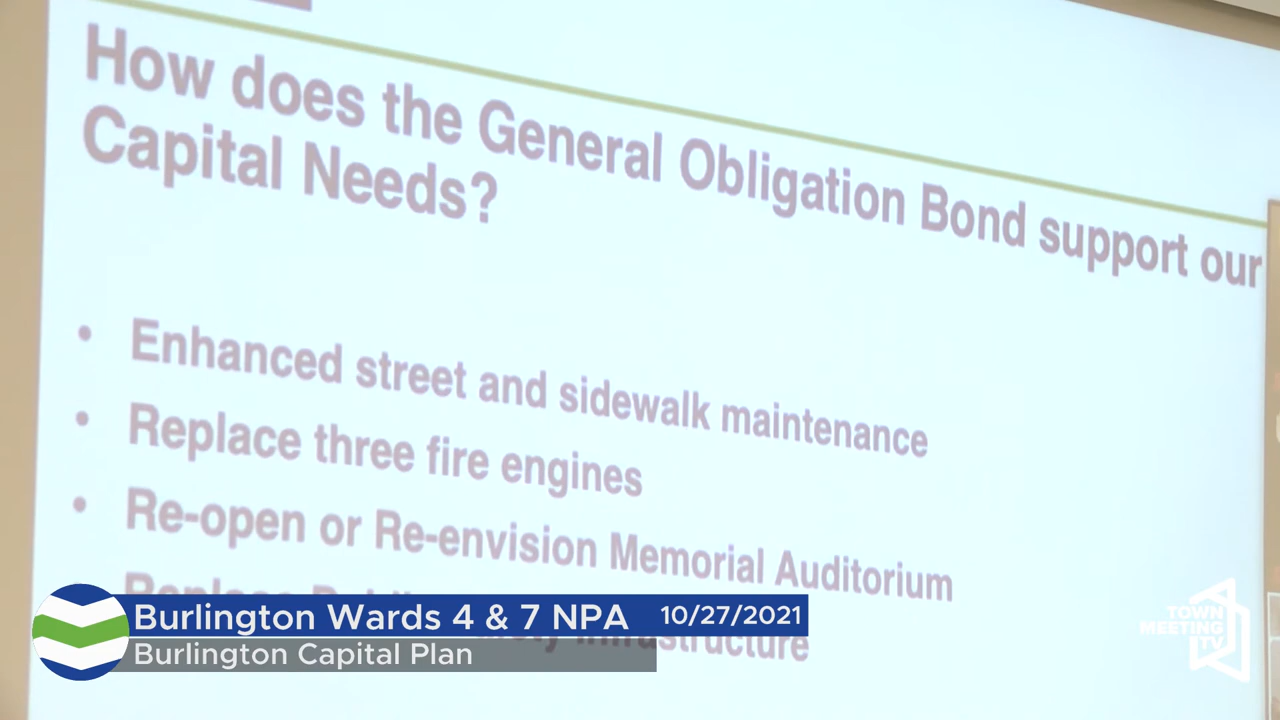 How does the General Obligation Bond support our
Capital Needs?
• Enhanced street and sidewalk maintenance
• Replace three fire engines
• Re-open or Re-envision Memorial Auditorium
Replace
Burlington Wards 4 & 7 NPA 10/27/2021
Burlington Capital Plan
TOWN
MEETING
TV